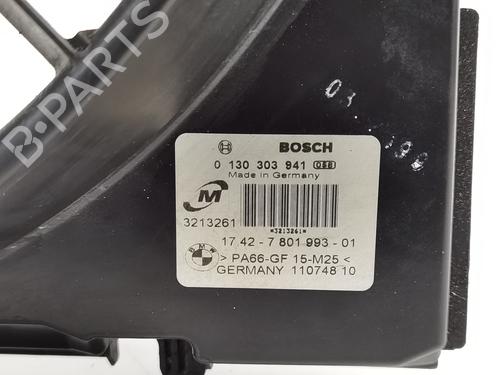 BOSCH
0 130 303 941
Made in Germany
M
3213261
*3213261*
17.42 - 7 801 993 - 01
BMW
> PA66-GF 15-M25 <
GERMANY 110748 10
B-PARTS